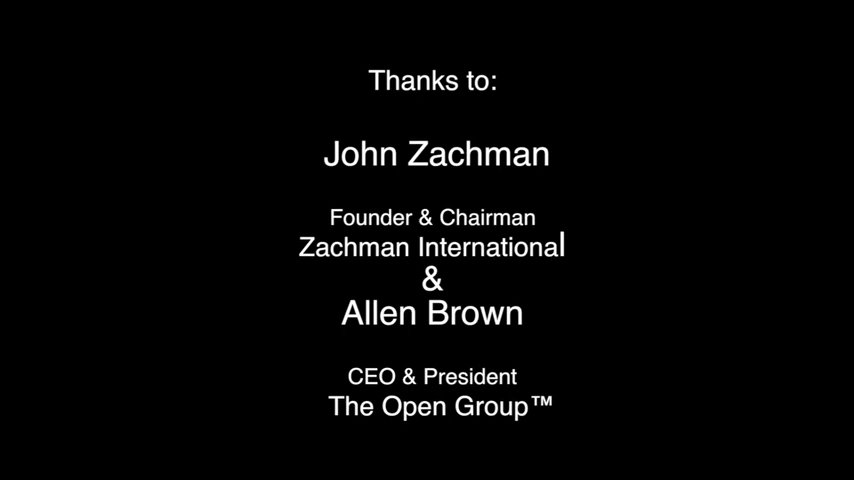 Thanks to:
John Zachman
Founder & Chairman
Zachman International
&
Allen Brown
CEO & President
The Open Group™